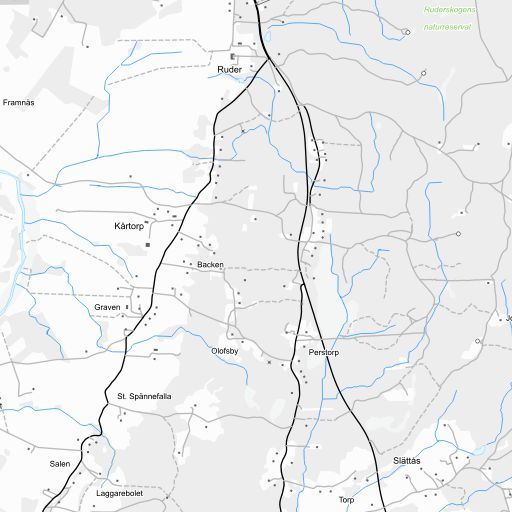 Ruderskogens
naturreservat
Ruder
Framnäs
Kårtorp
Backen
Graven
Olofsby
Perstorp
St. Spännefalla
Slättås
Salen
Laggarebolet
Torp